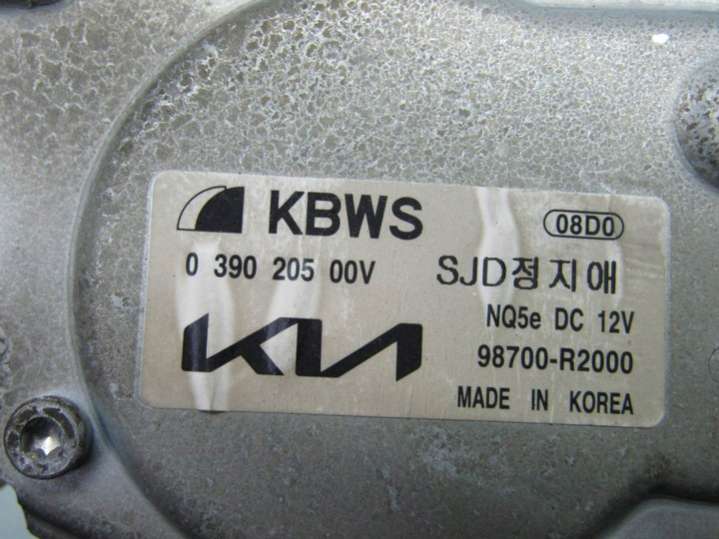 KBWS 08D0
0 390 205 00V SJD정지애
NQ5e DC 12V
KIA 98700-R2000
MADE IN KOREA